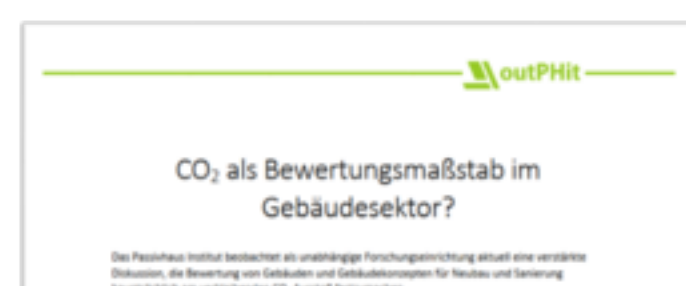 outPHit
CO₂ als Bewertungsmaßstab im
Gebäudesektor?
Das Passivhaus Institut beobachtet als unabhängige Forschungseinrichtung aktuell eine verstärkte
Diskussion, die Bewertung von Gebäuden und Gebäudekonzepten für Neubau und Sanierung